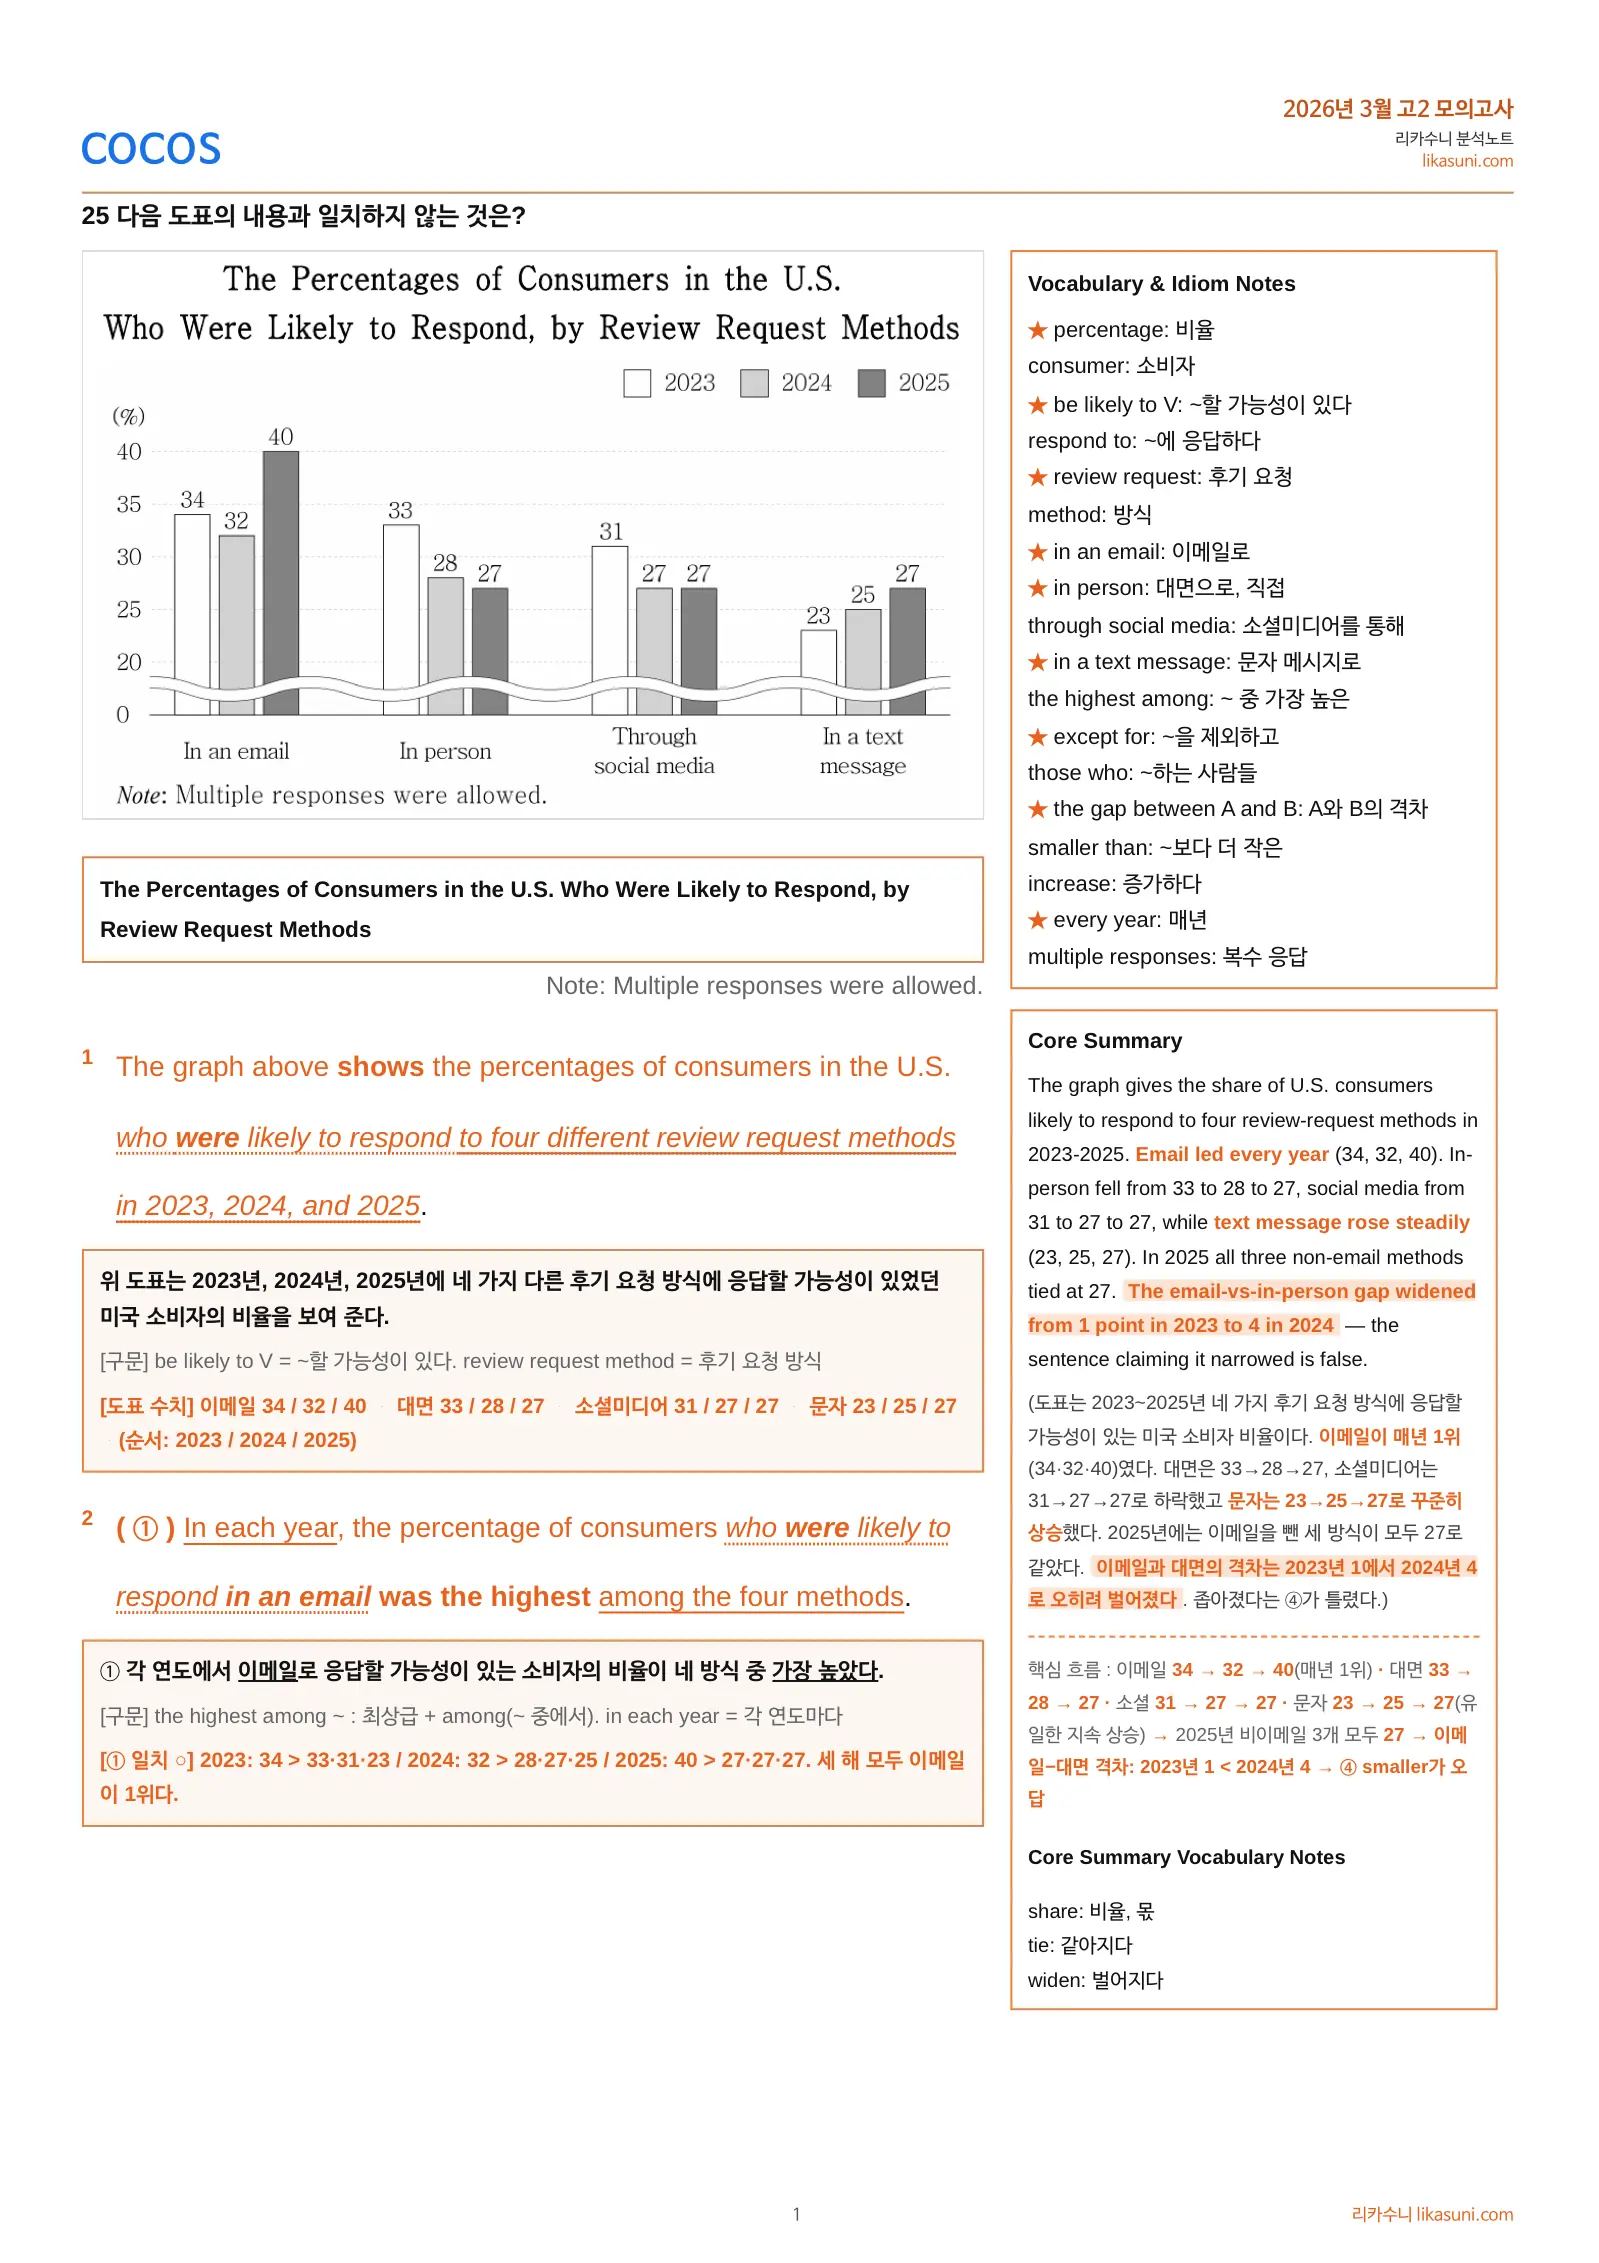 cocos
2026년 3월 고2 모의고사
리카수니 분석노트
likasuni.com
25 다음 도표의 내용과 일치하지 않는 것은?
The Percentages of Consumers in the U.S.
Who Were Likely to Respond, by Review Request Methods
2023 2024 2025
(%)
40
35
30
25
20
0
34 32 40
33 28 27
31 27 27
23 25 27
In an email
In person
Through
social media
In a text
message
Note: Multiple responses were allowed.
The Percentages of Consumers in the U.S. Who Were Likely to Respond, by
Review Request Methods
Note: Multiple responses were allowed.
1 The graph above shows the percentages of consumers in the U.S.
who were likely to respond to four different review request methods
in 2023, 2024, and 2025.
위 도표는 2023년, 2024년, 2025년에 네 가지 다른 후기 요청 방식에 응답할 가능성이 있었던
미국 소비자의 비율을 보여 준다.
[구문] be likely to V = ~할 가능성이 있다. review request method = 후기 요청 방식
[도표 수치] 이메일 34 / 32 / 40 · 대면 33 / 28 / 27 · 소셜미디어 31 / 27 / 27 · 문자 23 / 25 / 27
· (순서: 2023 / 2024 / 2025)
2 ( ① ) In each year, the percentage of consumers who were likely to
respond in an email was the highest among the four methods.
① 각 연도에서 이메일로 응답할 가능성이 있는 소비자의 비율이 네 방식 중 가장 높았다.
[구문] the highest among ~ : 최상급 + among(~ 중에서). in each year = 각 연도마다
[① 일치 ○] 2023: 34 > 33·31·23 / 2024: 32 > 28·27·25 / 2025: 40 > 27·27·27. 세 해 모두 이메일
이 1위다.
Vocabulary & Idiom Notes
★ percentage: 비율
consumer: 소비자
★ be likely to V: ~할 가능성이 있다
respond to: ~에 응답하다
★ review request: 후기 요청
method: 방식
★ in an email: 이메일로
★ in person: 대면으로, 직접
through social media: 소셜미디어를 통해
★ in a text message: 문자 메시지로
the highest among: ~ 중 가장 높은
★ except for: ~을 제외하고
those who: ~하는 사람들
★ the gap between A and B: A와 B의 격차
smaller than: ~보다 더 작은
increase: 증가하다
★ every year: 매년
multiple responses: 복수 응답
Core Summary
The graph gives the share of U.S. consumers
likely to respond to four review-request methods in
2023-2025. Email led every year (34, 32, 40). In-
person fell from 33 to 28 to 27, social media from
31 to 27 to 27, while text message rose steadily
(23, 25, 27). In 2025 all three non-email methods
tied at 27. The email-vs-in-person gap widened
from 1 point in 2023 to 4 in 2024 — the
sentence claiming it narrowed is false.
(도표는 2023~2025년 네 가지 후기 요청 방식에 응답할
가능성이 있는 미국 소비자 비율이다. 이메일이 매년 1위
(34·32·40)였다. 대면은 33→28→27, 소셜미디어는
31→27→27로 하락했고 문자는 23→25→27로 꾸준히
상승했다. 2025년에는 이메일을 뺀 세 방식이 모두 27로
같았다. 이메일과 대면의 격차는 2023년 1에서 2024년 4
로 오히려 벌어졌다 . 좁아졌다는 ④가 틀렸다.)
핵심 흐름 : 이메일 34 → 32 → 40(매년 1위) · 대면 33 →
28 → 27 · 소셜 31 → 27 → 27 · 문자 23 → 25 → 27(유
일한 지속 상승) → 2025년 비이메일 3개 모두 27 → 이메
일−대면 격차: 2023년 1 < 2024년 4 → ④ smaller가 오
답
Core Summary Vocabulary Notes
share: 비율, 몫
tie: 같아지다
widen: 벌어지다
1
리카수니 likasuni.com